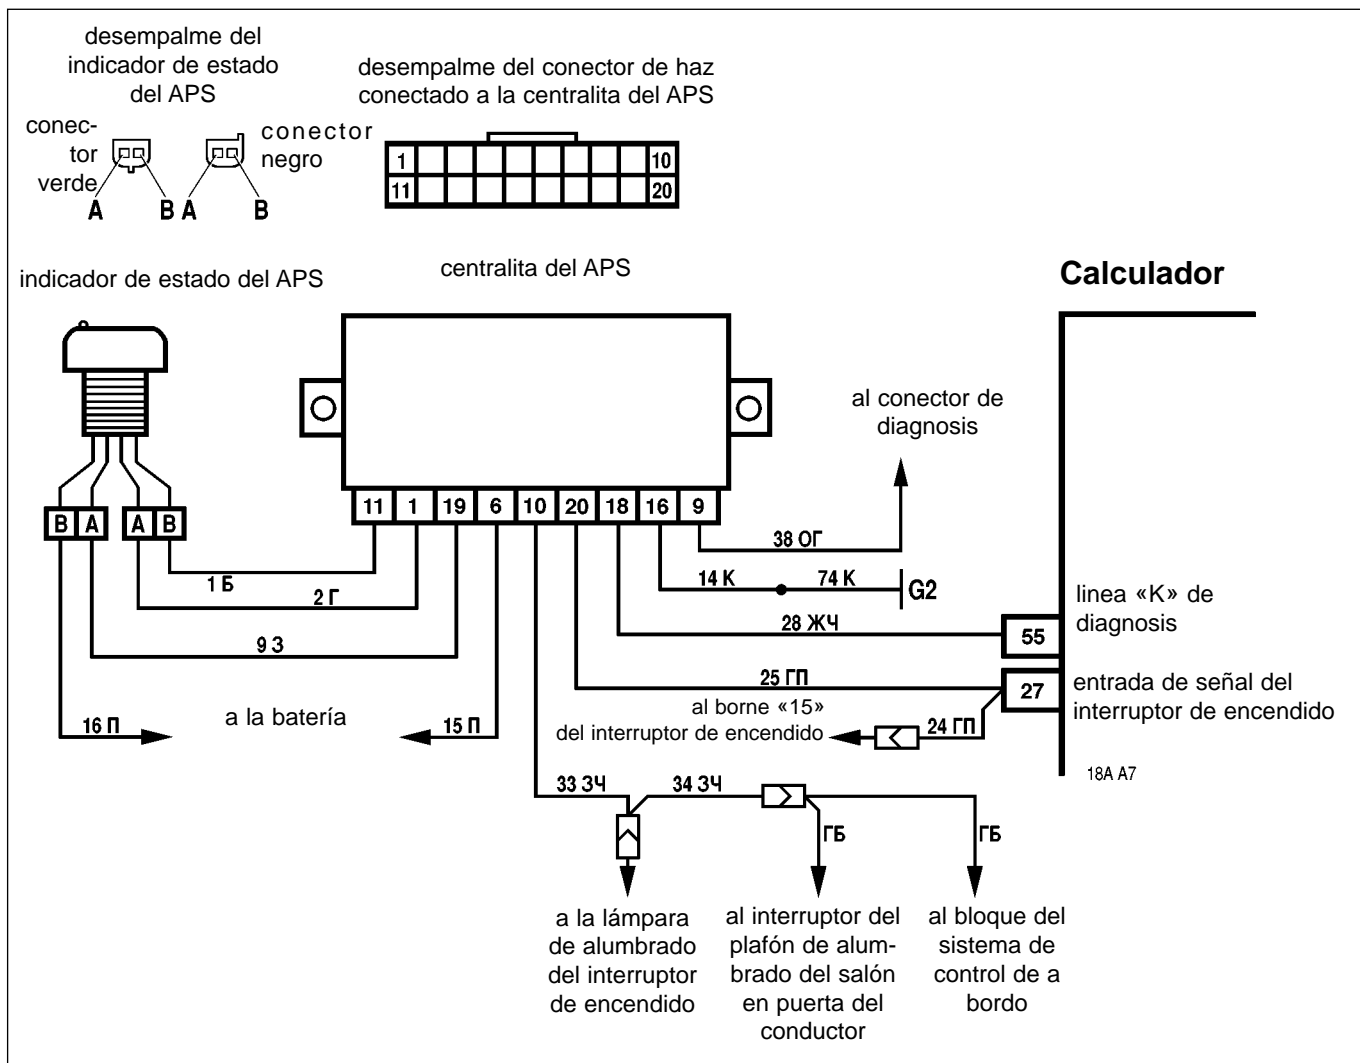 desempalme del
indicador de estado
del APS
desempalme del conector de haz
conectado a la centralita del APS
conec-
tor
verde
conector
negro
A B A B
1 10
11 20
indicador de estado del APS
centralita del APS
Calculador
al conector de
diagnosis
B A A B
11 1 19 6 10 20 18 16 9
38 ОГ
1 Б
14 К 74 К G2
2 Г
linea «K» de
diagnosis
28 ЖЧ 55
9 З
25 ГП 27
entrada de señal del
interruptor de encendido
a la batería
al borne «15»
del interruptor de encendido
16 П 15 П 24 ГП
18A A7
33 ЗЧ 34 ЗЧ
ГБ ГБ
a la lámpara
de alumbrado
del interruptor
de encendido
al interruptor del
plafón de alum-
brado del salón
en puerta del
conductor
al bloque del
sistema de
control de a
bordo